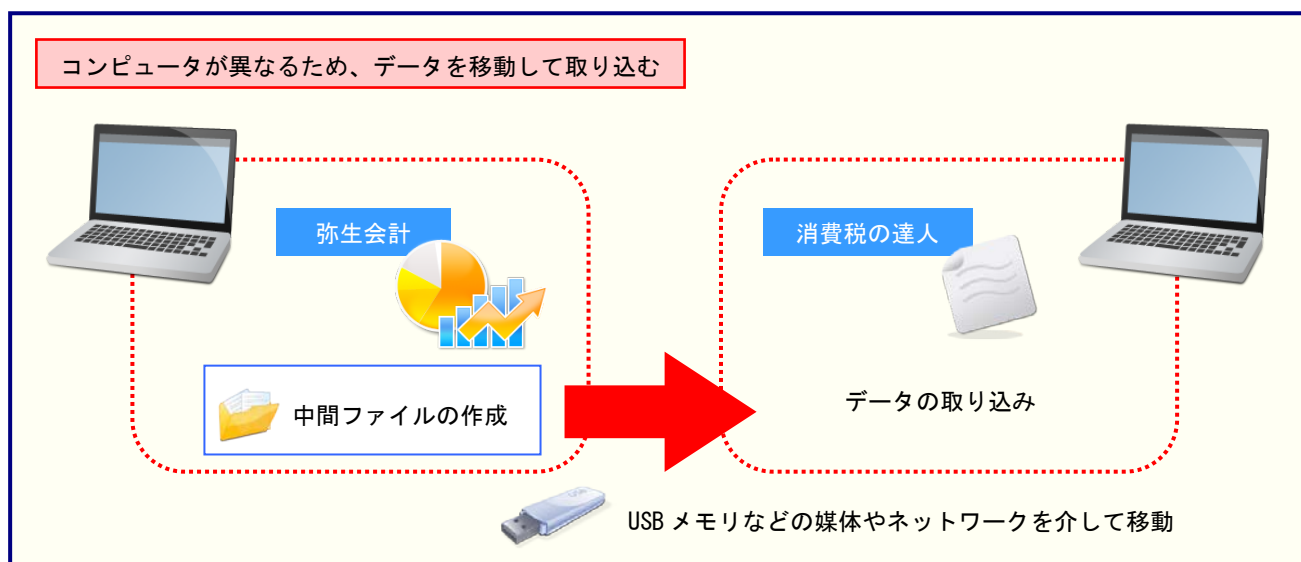 コンピュータが異なるため、データを移動して取り込む
弥生会計
消費税の達人
中間ファイルの作成
データの取り込み
USB メモリなどの媒体やネットワークを介して移動